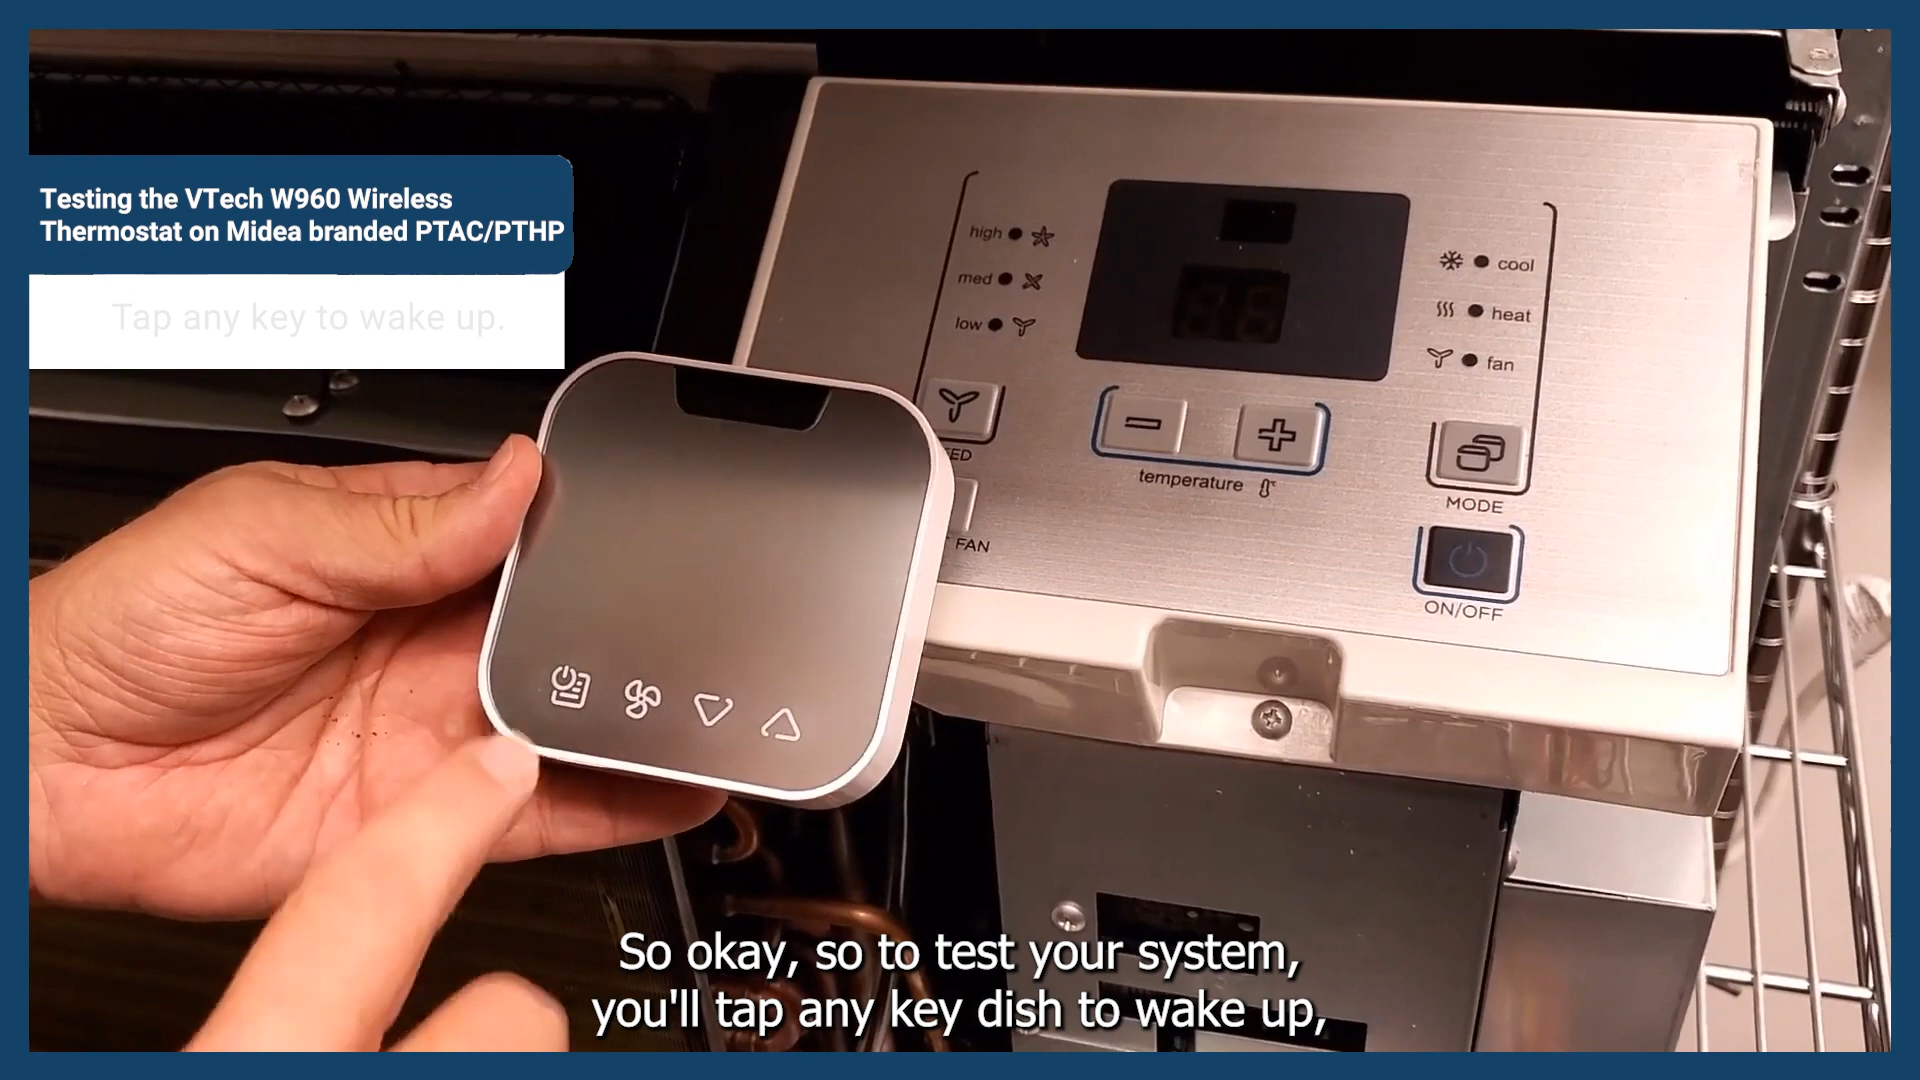 Testing the VTech W960 Wireless
Thermostat on Midea branded PTAC/PTHP
Tap any key to wake up.
high
med
low
cool
heat
fan
temperature
MODE
FAN
ON/OFF
So okay, so to test your system,
you'll tap any key dish to wake up,